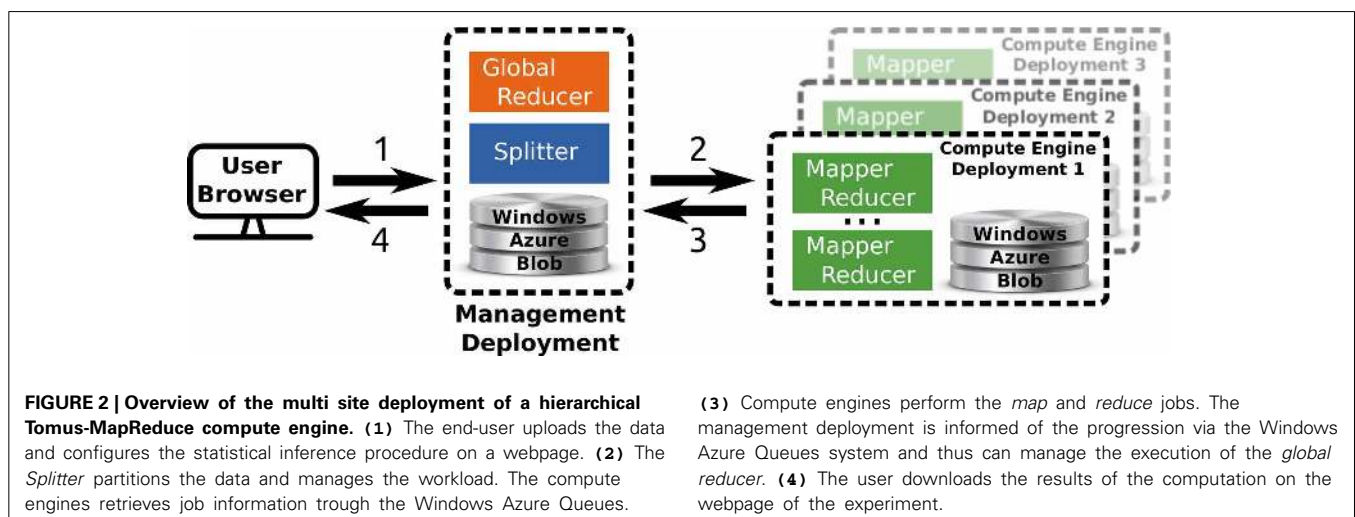 User
Browser
1
4
Global
Reducer
Splitter
Windows
Azure
Blob
Management
Deployment
2
3
Mapper
Compute Engine
Deployment 3
Mapper
Compute Engine
Deployment 2
Compute Engine
Deployment 1
Mapper
Reducer
...
Mapper
Reducer
Windows
Azure
Blob
FIGURE 2 | Overview of the multi site deployment of a hierarchical
Tomus-MapReduce compute engine. (1) The end-user uploads the data
and configures the statistical inference procedure on a webpage. (2) The
Splitter partitions the data and manages the workload. The compute
engines retrieves job information trough the Windows Azure Queues.
(3) Compute engines perform the map and reduce jobs. The
management deployment is informed of the progression via the Windows
Azure Queues system and thus can manage the execution of the global
reducer. (4) The user downloads the results of the computation on the
webpage of the experiment.